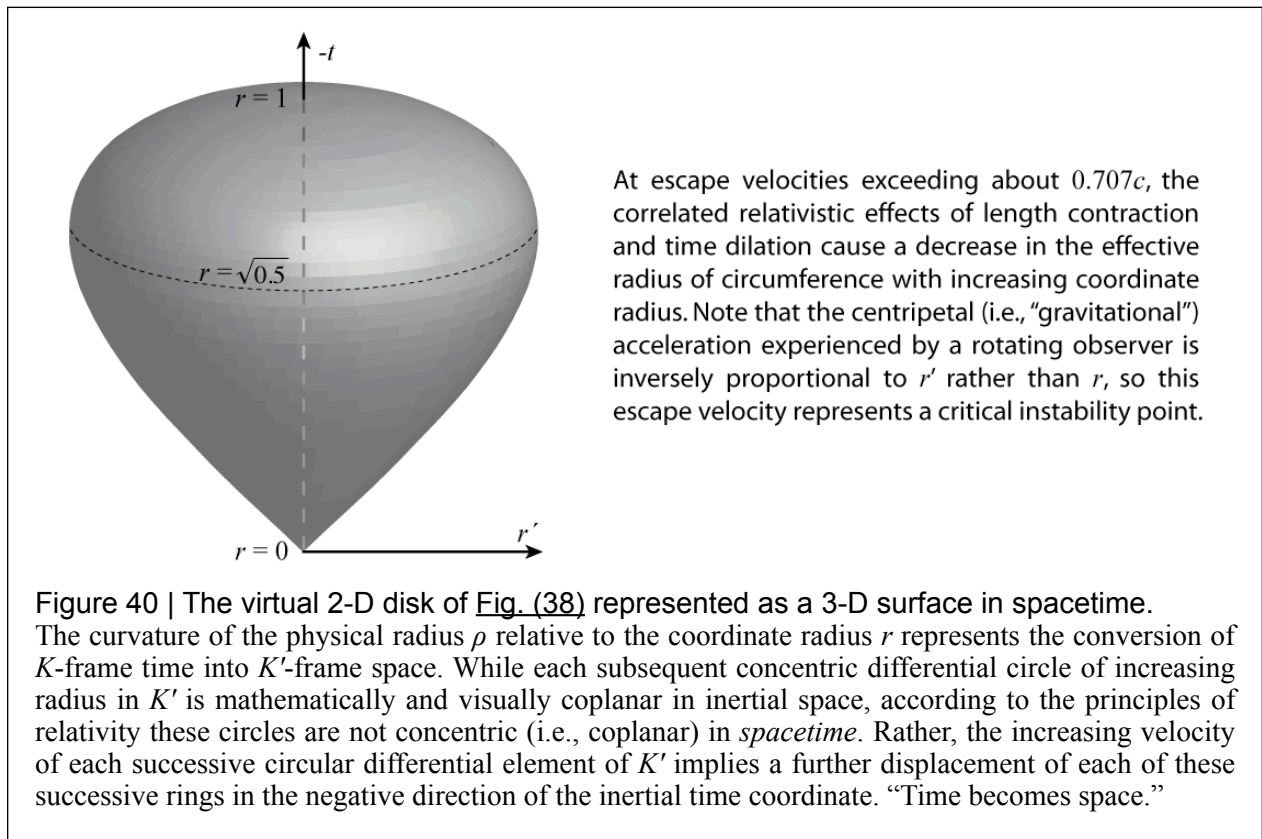 -t
r = 1
r = √0.5
r = 0
r′
At escape velocities exceeding about 0.707c, the
correlated relativistic effects of length contraction
and time dilation cause a decrease in the effective
radius of circumference with increasing coordinate
radius. Note that the centripetal (i.e., “gravitational”)
acceleration experienced by a rotating observer is
inversely proportional to r′ rather than r, so this
escape velocity represents a critical instability point.
Figure 40 | The virtual 2-D disk of Fig. (38) represented as a 3-D surface in spacetime.
The curvature of the physical radius ρ relative to the coordinate radius r represents the conversion of
K-frame time into K′-frame space. While each subsequent concentric differential circle of increasing
radius in K′ is mathematically and visually coplanar in inertial space, according to the principles of
relativity these circles are not concentric (i.e., coplanar) in spacetime. Rather, the increasing velocity
of each successive circular differential element of K′ implies a further displacement of each of these
successive rings in the negative direction of the inertial time coordinate. “Time becomes space.”